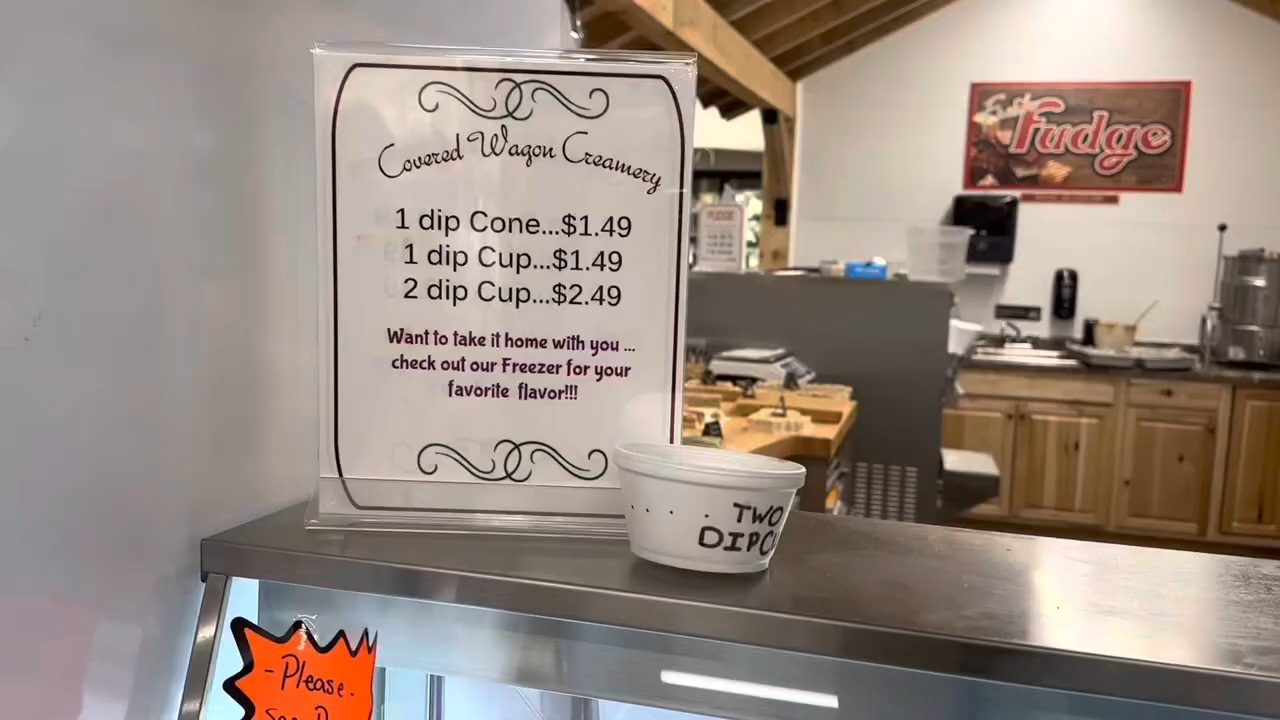 Covered Wagon Creamery
1 dip Cone...$1.49
1 dip Cup...$1.49
2 dip Cup...$2.49
Want to take it home with you ...
check out our Freezer for your
favorite flavor!!!
TWO
DIP
-Please-
Fudge
FUDGE